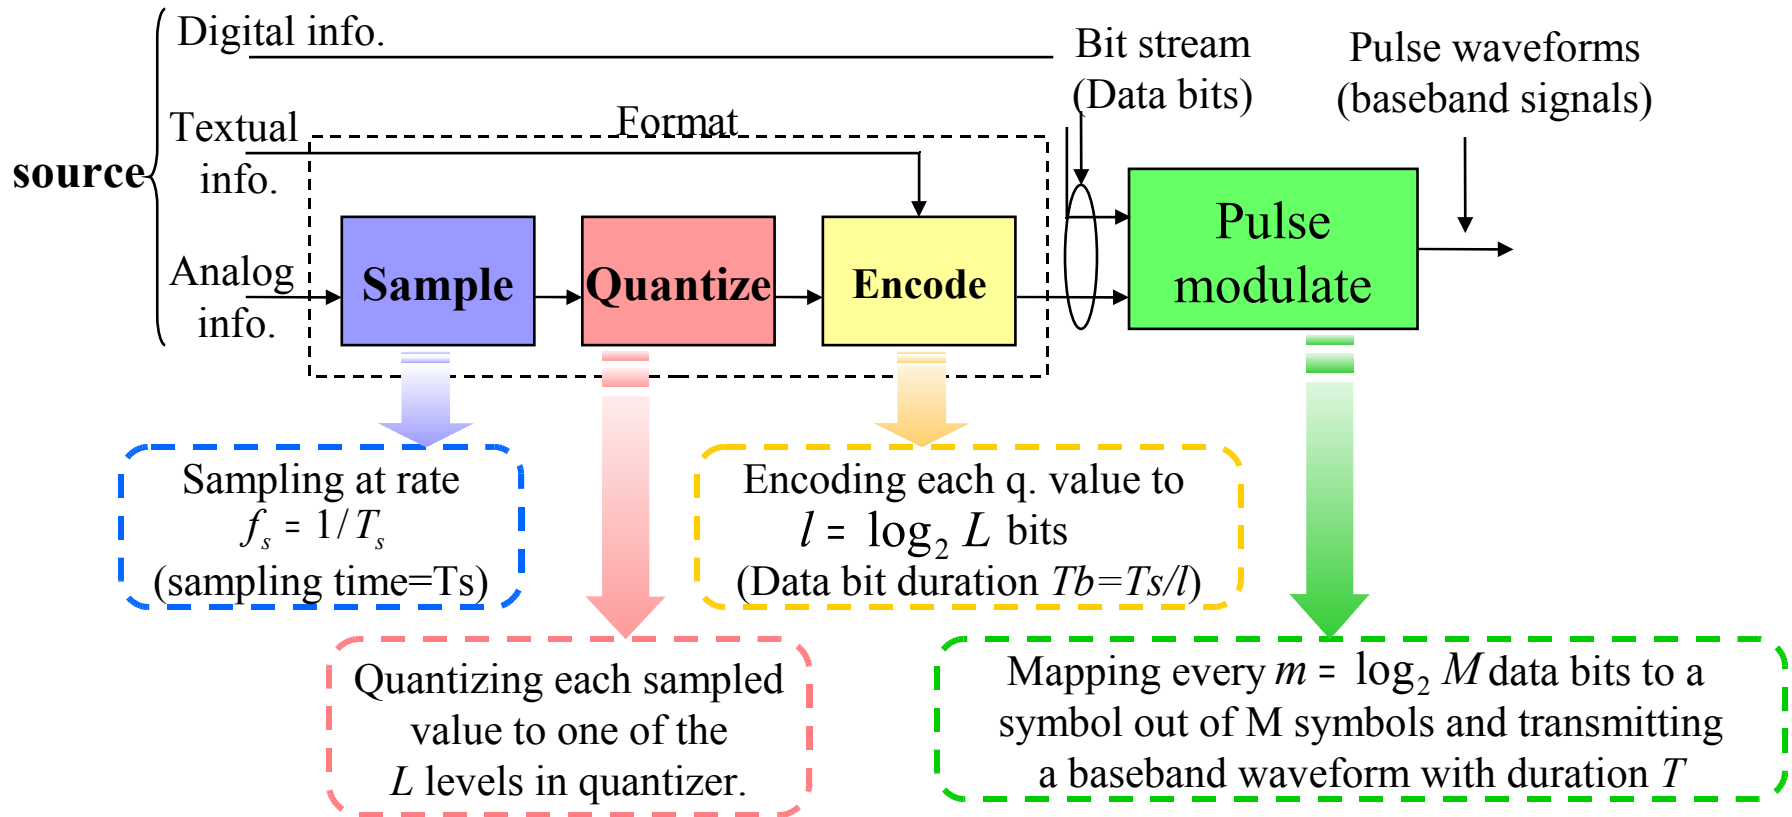 Digital info.
Bit stream
(Data bits)
Pulse waveforms
(baseband signals)
Textual
info.
Format
source
Analog
info.
Sample
Quantize
Encode
Pulse
modulate
Sampling at rate
f_s = 1/T_s
(sampling time=Ts)
Encoding each q. value to
l = log_2 L bits
(Data bit duration Tb=Ts/l)
Quantizing each sampled
value to one of the
L levels in quantizer.
Mapping every m = log_2 M data bits to a
symbol out of M symbols and transmitting
a baseband waveform with duration T